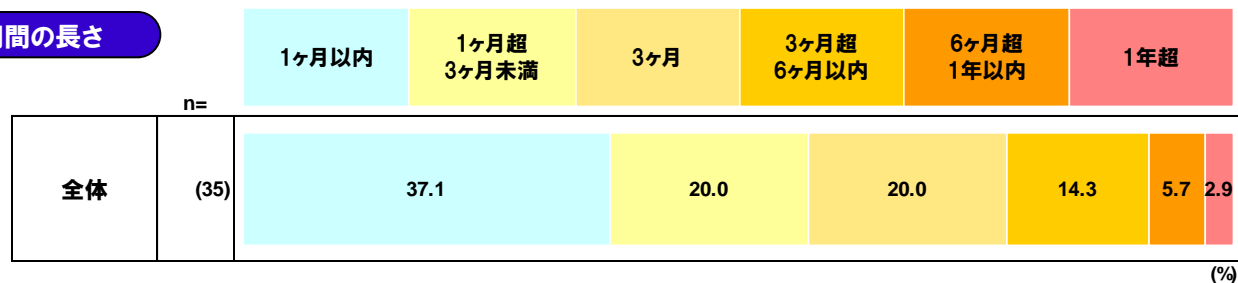 間の長さ
1ヶ月以内
1ヶ月超
3ヶ月未満
3ヶ月
3ヶ月超
6ヶ月以内
6ヶ月超
1年以内
1年超
n=
全体
(35)
37.1
20.0
20.0
14.3
5.7
2.9
(%)